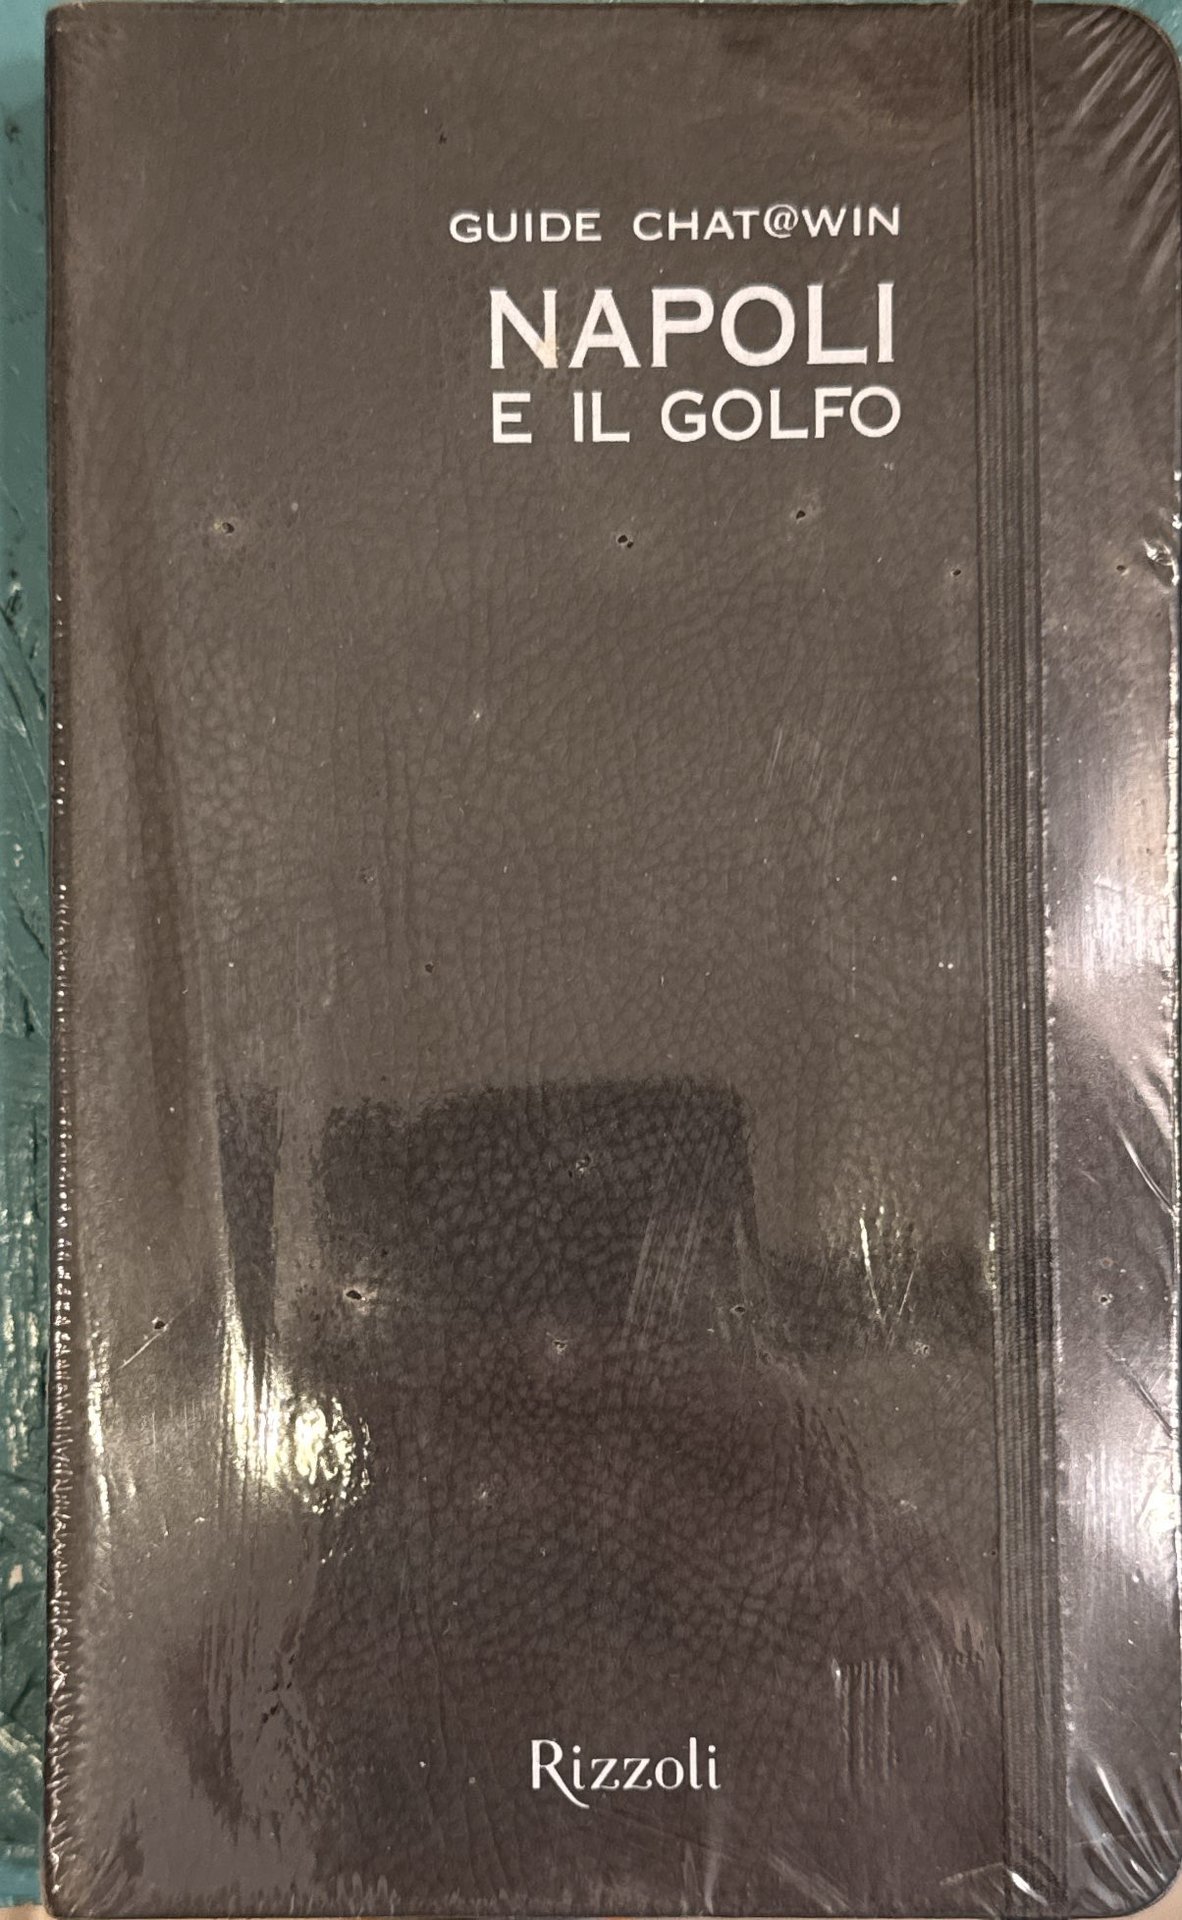 GUIDE CHAT@WIN
NAPOLI
E IL GOLFO
Rizzoli